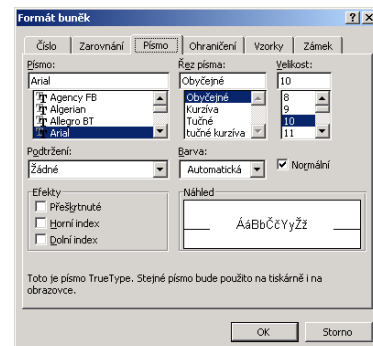 Formát buněk
Číslo Zarovnání Písmo Ohraničení Vzorky Zámek
Písmo: Řez písma: Velikost:
Arial Obyčejné 10
Agency FB Obyčejné 8
Algerian Kurzíva 9
Allegro BT Tučné 10
Arial tučné kurzíva 11
Podtržení: Barva:
Žádné Automatická Normální
Efekty Náhled
Přeškrtnuté
Horní index ÁáBbČčYyŽž
Dolní index
Toto je písmo TrueType. Stejné písmo bude použito na tiskárně i na
obrazovce.
OK Storno